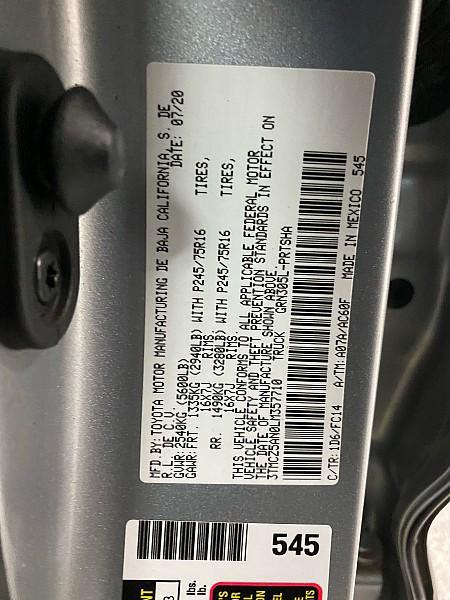 MFD.BY: TOYOTA MOTOR MANUFACTURING DE BAJA CALIFORNIA, S. DE
R.L. DE C.V. DATE: 07/20
GVWR: 2540KG (5600LB)
GAWR: FRT. 1335KG (2940LB) WITH P245/75R16 TIRES,
16X7J RIMS,
RR. 1490KG (3280LB) WITH P245/75R16 TIRES,
16X7J RIMS,
THIS VEHICLE CONFORMS TO ALL APPLICABLE FEDERAL MOTOR
VEHICLE SAFETY AND THEFT PREVENTION STANDARDS IN EFFECT ON
THE DATE OF MANUFACTURE SHOWN ABOVE.
3TMCZ5AN0LM357710 TRUCK GRN305L-PRTSHA
C/TR: 1D6/FC14 A/TM: A07A/AC60F MADE IN MEXICO 545
545
lbs.
lb.